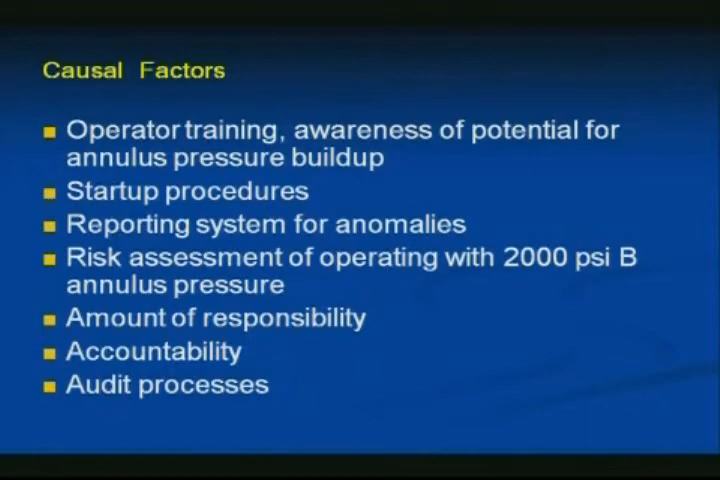 Causal Factors
Operator training, awareness of potential for
annulus pressure buildup
Startup procedures
Reporting system for anomalies
Risk assessment of operating with 2000 psi B
annulus pressure
Amount of responsibility
Accountability
Audit processes